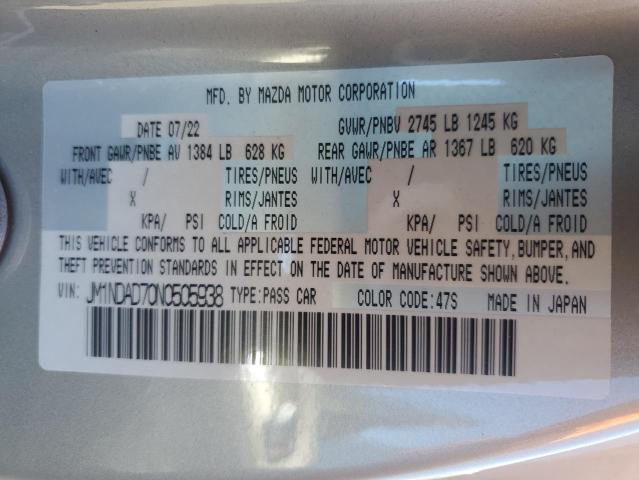 MFD. BY MAZDA MOTOR CORPORATION
DATE 07/22 GVWR/PNBV 2745 LB 1245 KG
FRONT GAWR/PNBE AV 1384 LB 628 KG REAR GAWR/PNBE AR 1367 LB 620 KG
WITH/AVEC / TIRES/PNEUS WITH/AVEC / TIRES/PNEUS
X RIMS/JANTES X RIMS/JANTES
KPA/ PSI COLD/A FROID KPA/ PSI COLD/A FROID
THIS VEHICLE CONFORMS TO ALL APPLICABLE FEDERAL MOTOR VEHICLE SAFETY, BUMPER, AND
THEFT PREVENTION STANDARDS IN EFFECT ON THE DATE OF MANUFACTURE SHOWN ABOVE.
VIN: JM1NDAD70N0505938 TYPE:PASS CAR COLOR CODE:47S MADE IN JAPAN